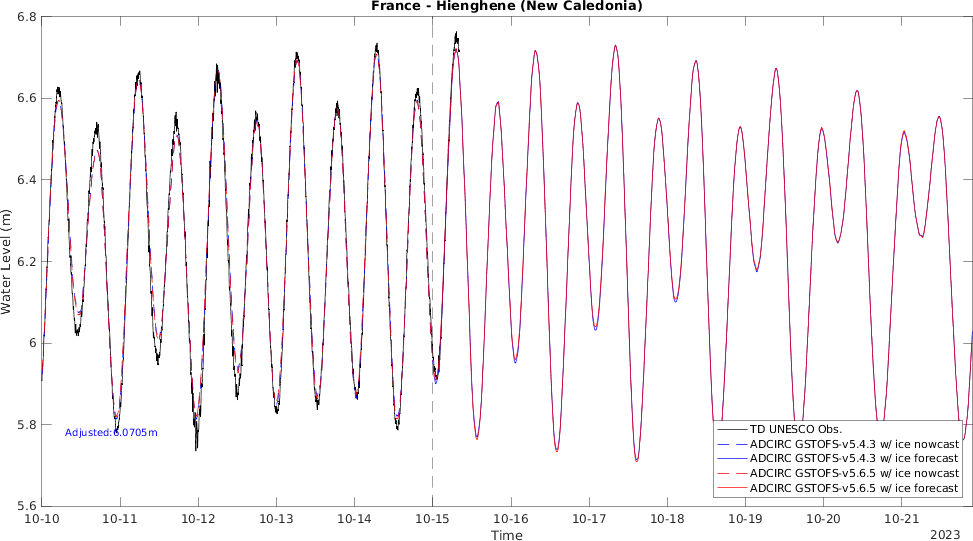 France - Hienghene (New Caledonia)
6.8
6.6
6.4
6.2
6
5.8
5.6
Water Level (m)
Adjusted:6.0705m
TD UNESCO Obs.
ADCIRC GSTOFS-v5.4.3 w/ ice nowcast
ADCIRC GSTOFS-v5.4.3 w/ ice forecast
ADCIRC GSTOFS-v5.6.5 w/ ice nowcast
ADCIRC GSTOFS-v5.6.5 w/ ice forecast
10-10 10-11 10-12 10-13 10-14 10-15 10-16 10-17 10-18 10-19 10-20 10-21
Time
2023